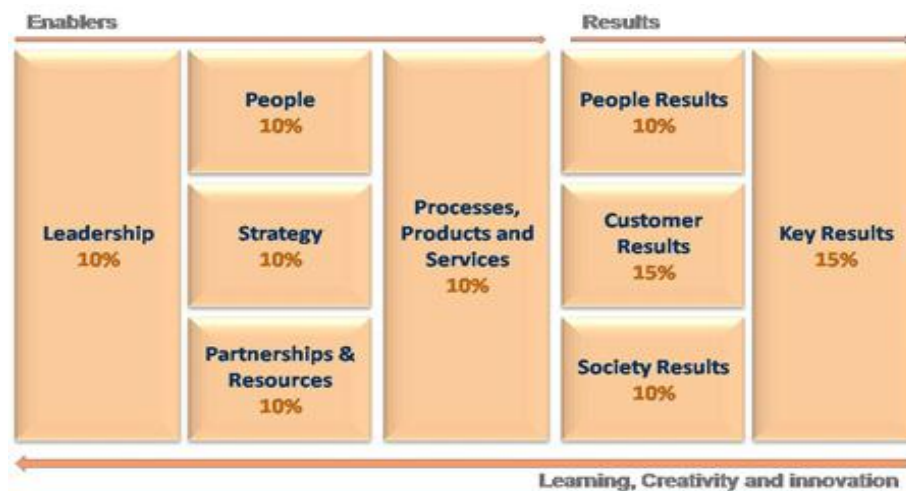 Enablers
Results
Leadership
10%
People
10%
Strategy
10%
Partnerships &
Resources
10%
Processes,
Products and
Services
10%
People Results
10%
Customer
Results
15%
Society Results
10%
Key Results
15%
Learning, Creativity and innovation